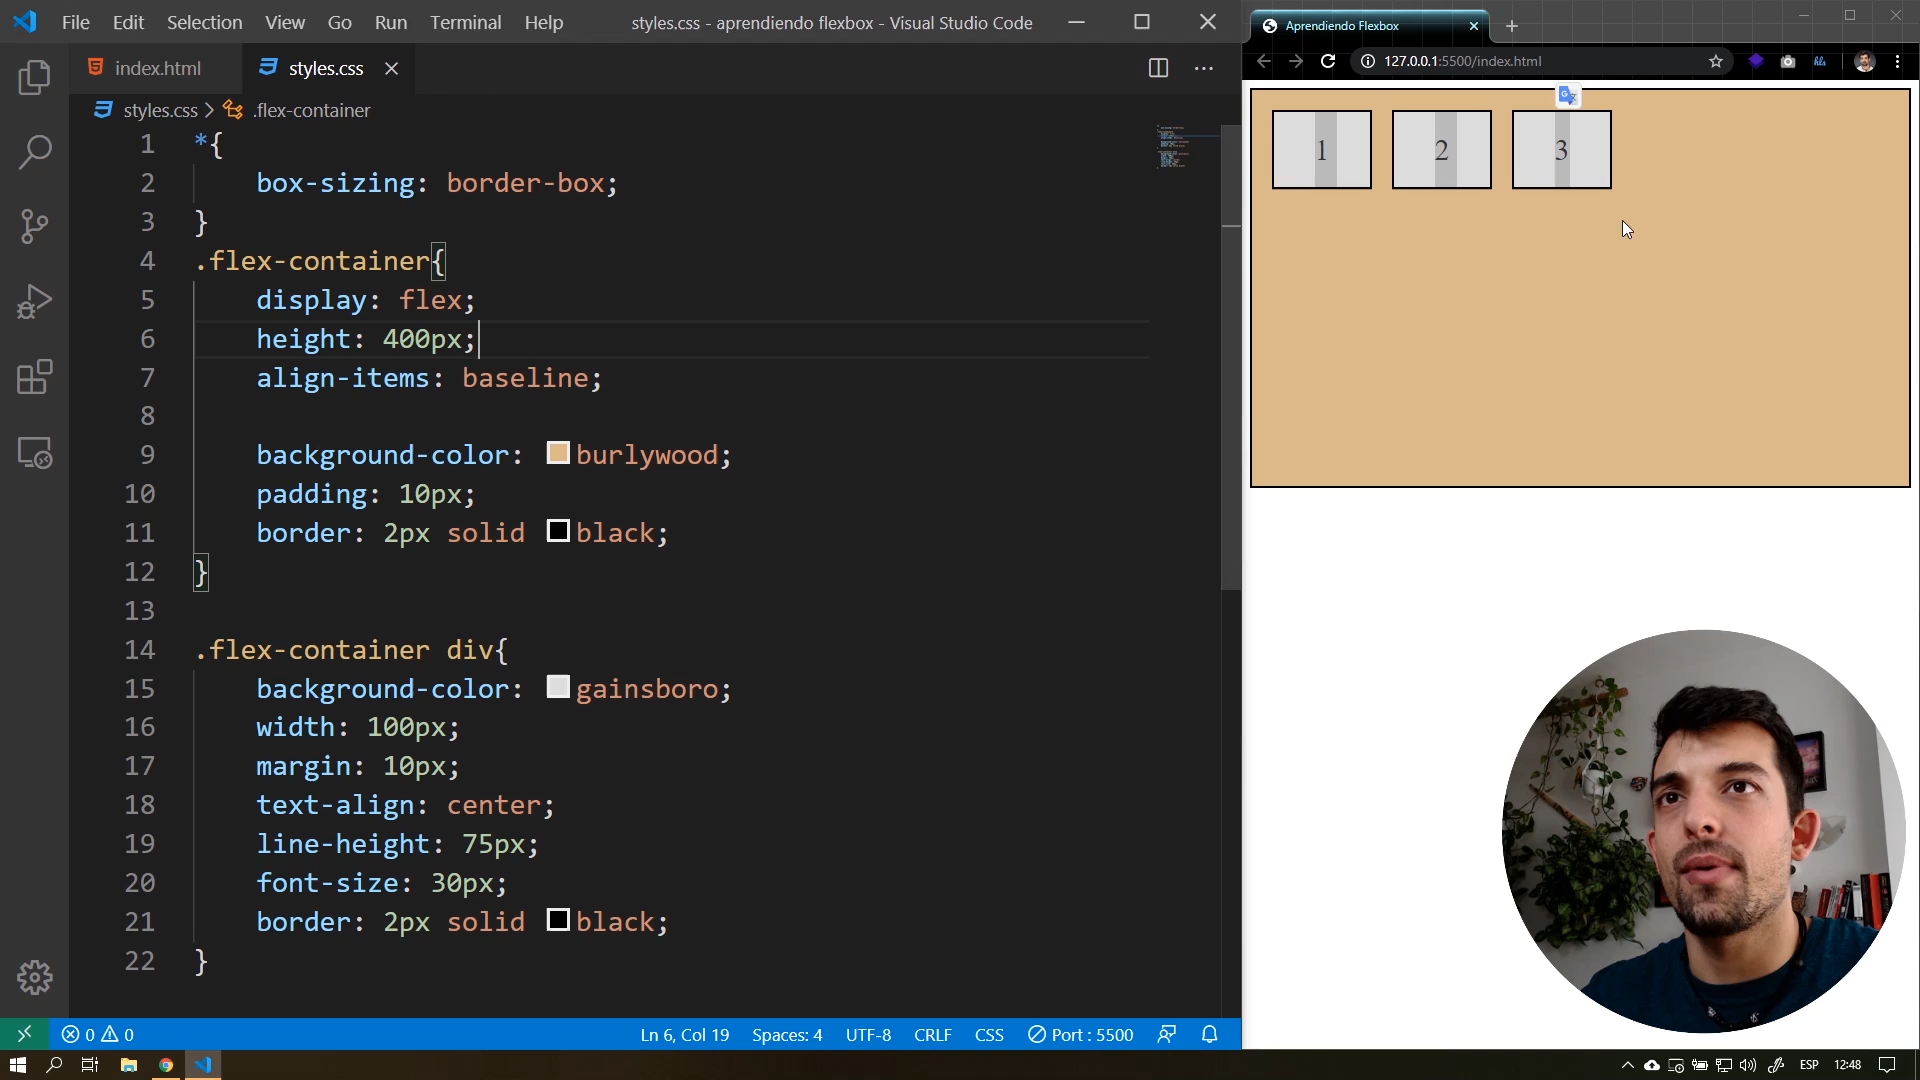 File Edit Selection View Go Run Terminal Help
styles.css - aprendiendo flexbox - Visual Studio Code
index.html
styles.css
styles.css > .flex-container
1 *{
2 box-sizing: border-box;
3 }
4 .flex-container{
5 display: flex;
6 height: 400px;
7 align-items: baseline;
8
9 background-color: burlywood;
10 padding: 10px;
11 border: 2px solid black;
12 }
13
14 .flex-container div{
15 background-color: gainsboro;
16 width: 100px;
17 margin: 10px;
18 text-align: center;
19 line-height: 75px;
20 font-size: 30px;
21 border: 2px solid black;
22 }
0 0
Ln 6, Col 19 Spaces: 4 UTF-8 CRLF CSS Port : 5500
Aprendiendo Flexbox
127.0.0.1:5500/index.html
1 2 3
ESP 12:48